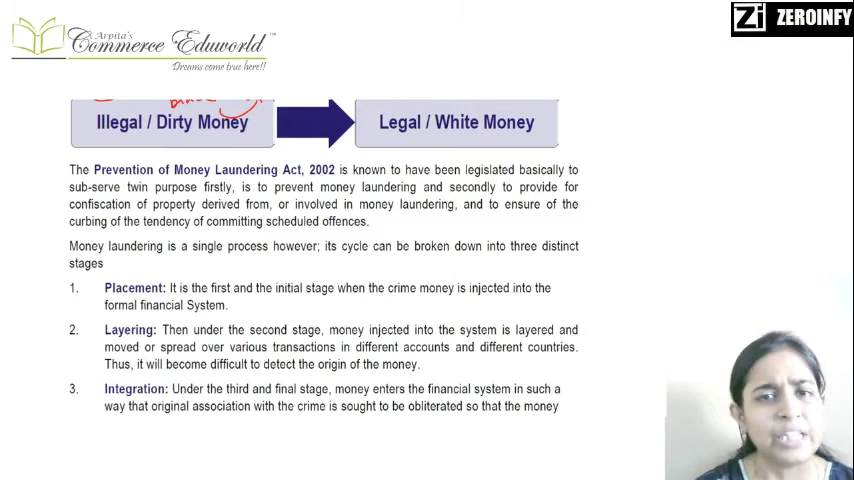 Arpita's
Commerce Eduworld
Dreams come true here!!
Zi ZEROINFY
Illegal / Dirty Money
Legal / White Money
The Prevention of Money Laundering Act, 2002 is known to have been legislated basically to
sub-serve twin purpose firstly, is to prevent money laundering and secondly to provide for
confiscation of property derived from, or involved in money laundering, and to ensure of the
curbing of the tendency of committing scheduled offences.
Money laundering is a single process however; its cycle can be broken down into three distinct
stages
1. Placement: It is the first and the initial stage when the crime money is injected into the
formal financial System.
2. Layering: Then under the second stage, money injected into the system is layered and
moved or spread over various transactions in different accounts and different countries.
Thus, it will become difficult to detect the origin of the money.
3. Integration: Under the third and final stage, money enters the financial system in such a
way that original association with the crime is sought to be obliterated so that the money